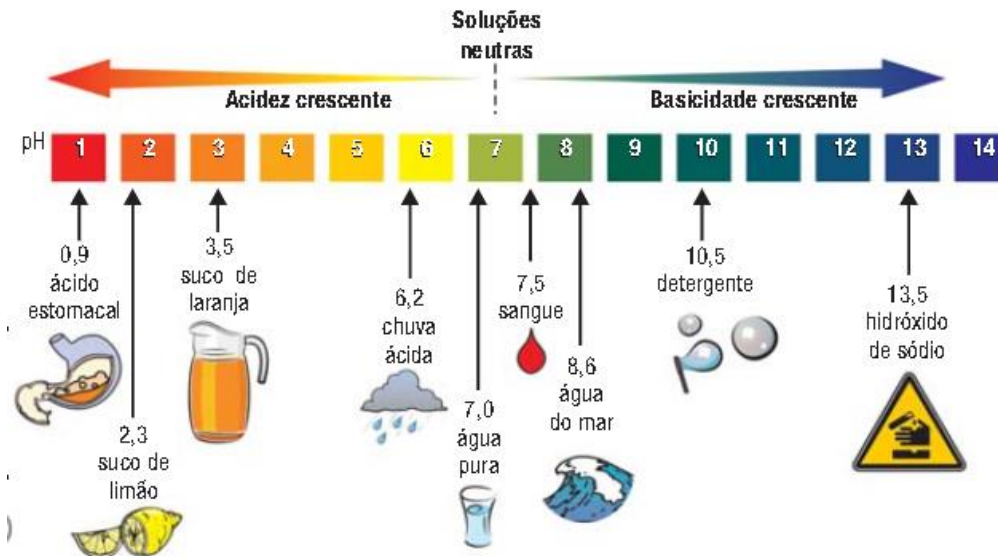 Soluções
neutras
Acidez crescente
Basicidade crescente
pH
1 2 3 4 5 6 7 8 9 10 11 12 13 14
0,9
ácido
estomacal
2,3
suco de
limão
3,5
suco de
laranja
6,2
chuva
ácida
7,0
água
pura
7,5
sangue
8,6
água
do mar
10,5
detergente
13,5
hidróxido
de sódio